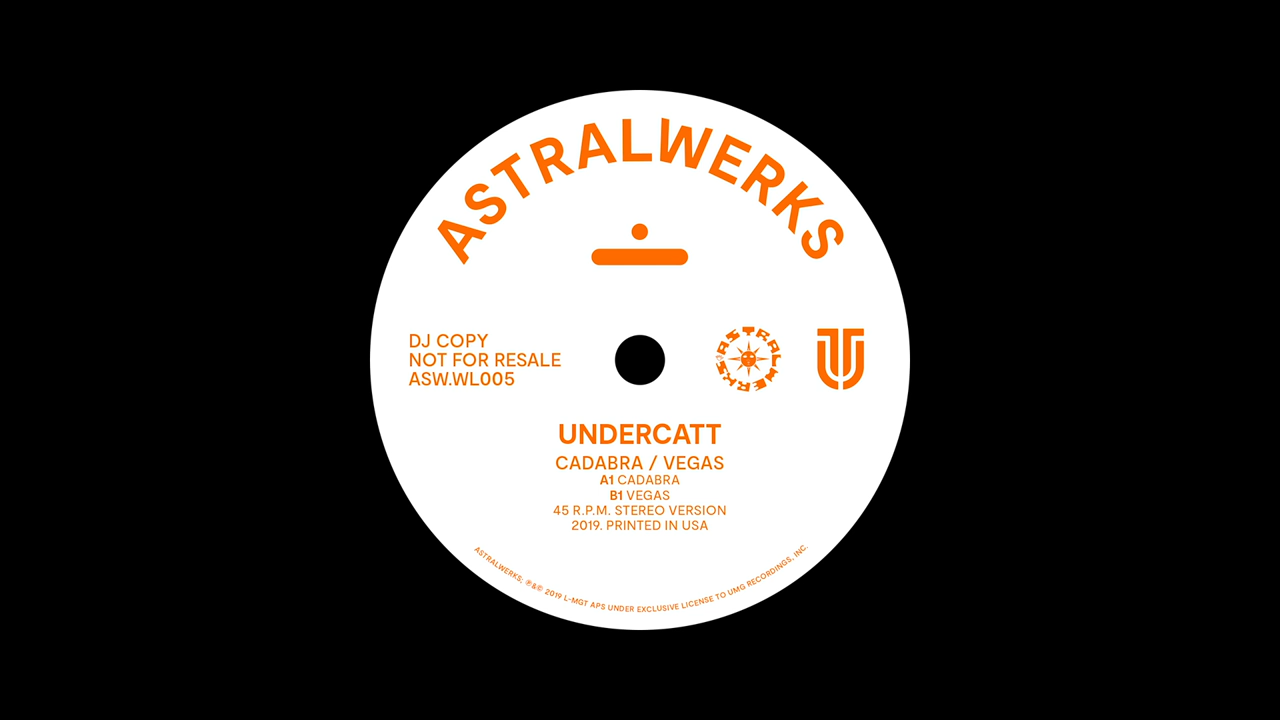 ASTRALWERKS
DJ COPY
NOT FOR RESALE
ASW.WL005
ASTRALWERKS
UNDERCATT
CADABRA / VEGAS
A1 CADABRA
B1 VEGAS
45 R.P.M. STEREO VERSION
2019. PRINTED IN USA
ASTRALWERKS, ℗&© 2019 L-MGT APS UNDER EXCLUSIVE LICENSE TO UMG RECORDINGS, INC.